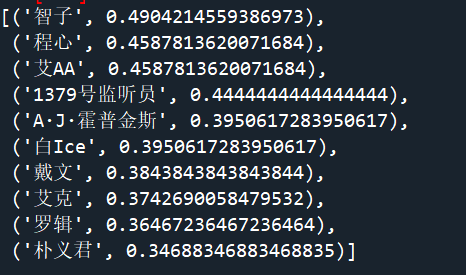 [('智子', 0.4904214559386973),
('程心', 0.4587813620071684),
('艾AA', 0.4587813620071684),
('1379号监听员', 0.4444444444444444),
('A·J·霍普金斯', 0.3950617283950617),
('白Ice', 0.3950617283950617),
('戴文', 0.3843843843843844),
('艾克', 0.3742690058479532),
('罗辑', 0.36467236467236464),
('朴义君', 0.34688346883468835)]